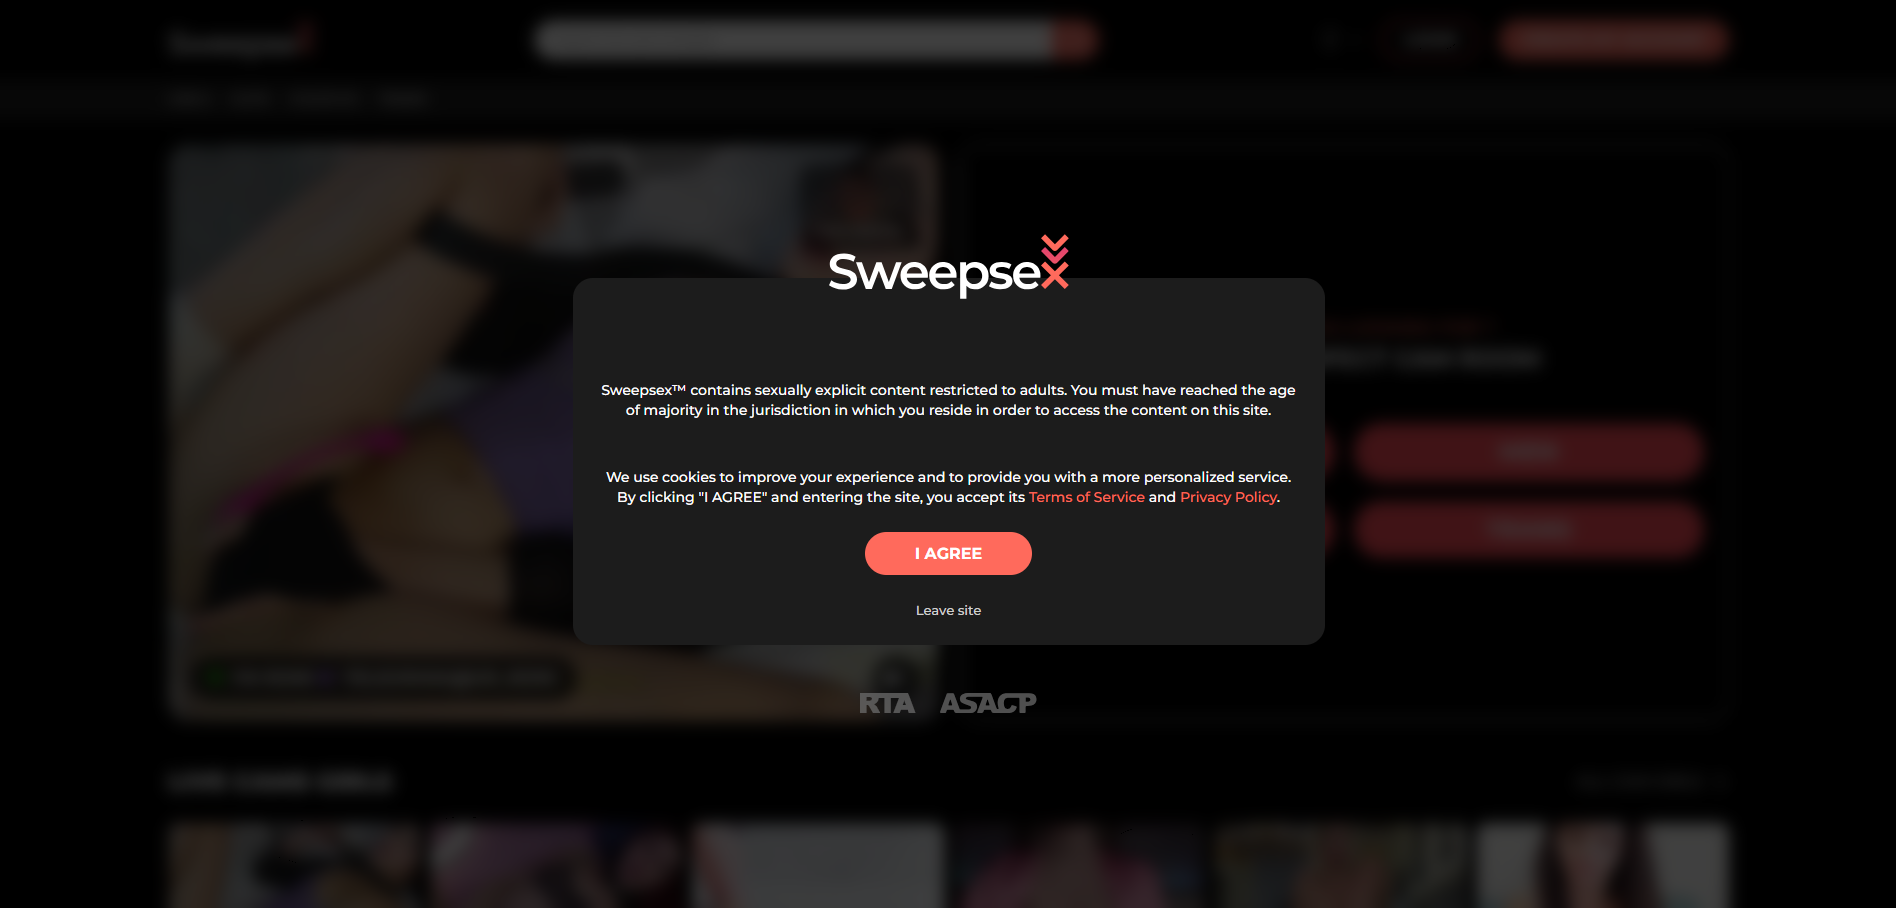 Sweepsex
Sweepsex™ contains sexually explicit content restricted to adults. You must have reached the age
of majority in the jurisdiction in which you reside in order to access the content on this site.
We use cookies to improve your experience and to provide you with a more personalized service.
By clicking "I AGREE" and entering the site, you accept its Terms of Service and Privacy Policy.
I AGREE
Leave site
RTA ASACP
LIVE CAMS GIRLS